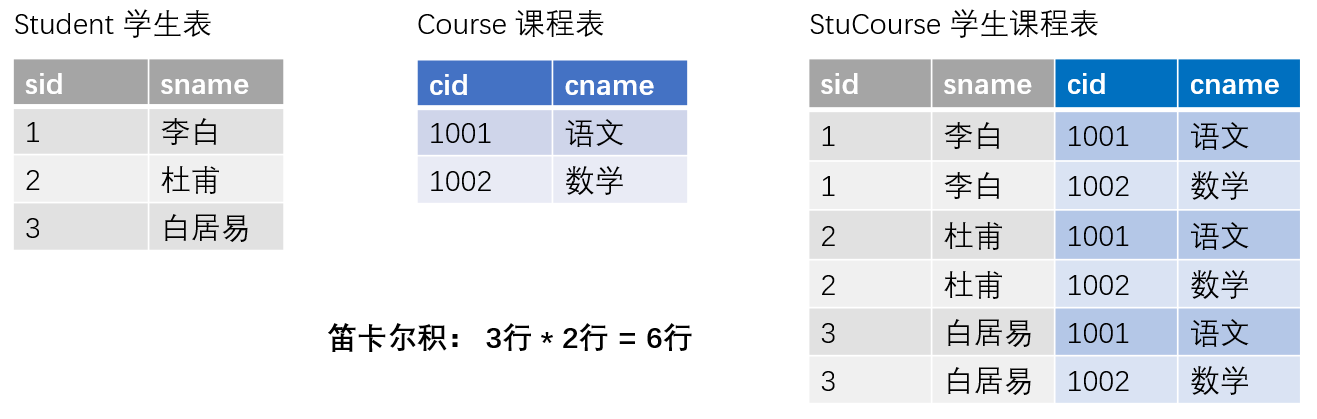 Student 学生表
sid sname
1 李白
2 杜甫
3 白居易
Course 课程表
cid cname
1001 语文
1002 数学
笛卡尔积： 3行 * 2行 = 6行
StuCourse 学生课程表
sid sname cid cname
1 李白 1001 语文
1 李白 1002 数学
2 杜甫 1001 语文
2 杜甫 1002 数学
3 白居易 1001 语文
3 白居易 1002 数学